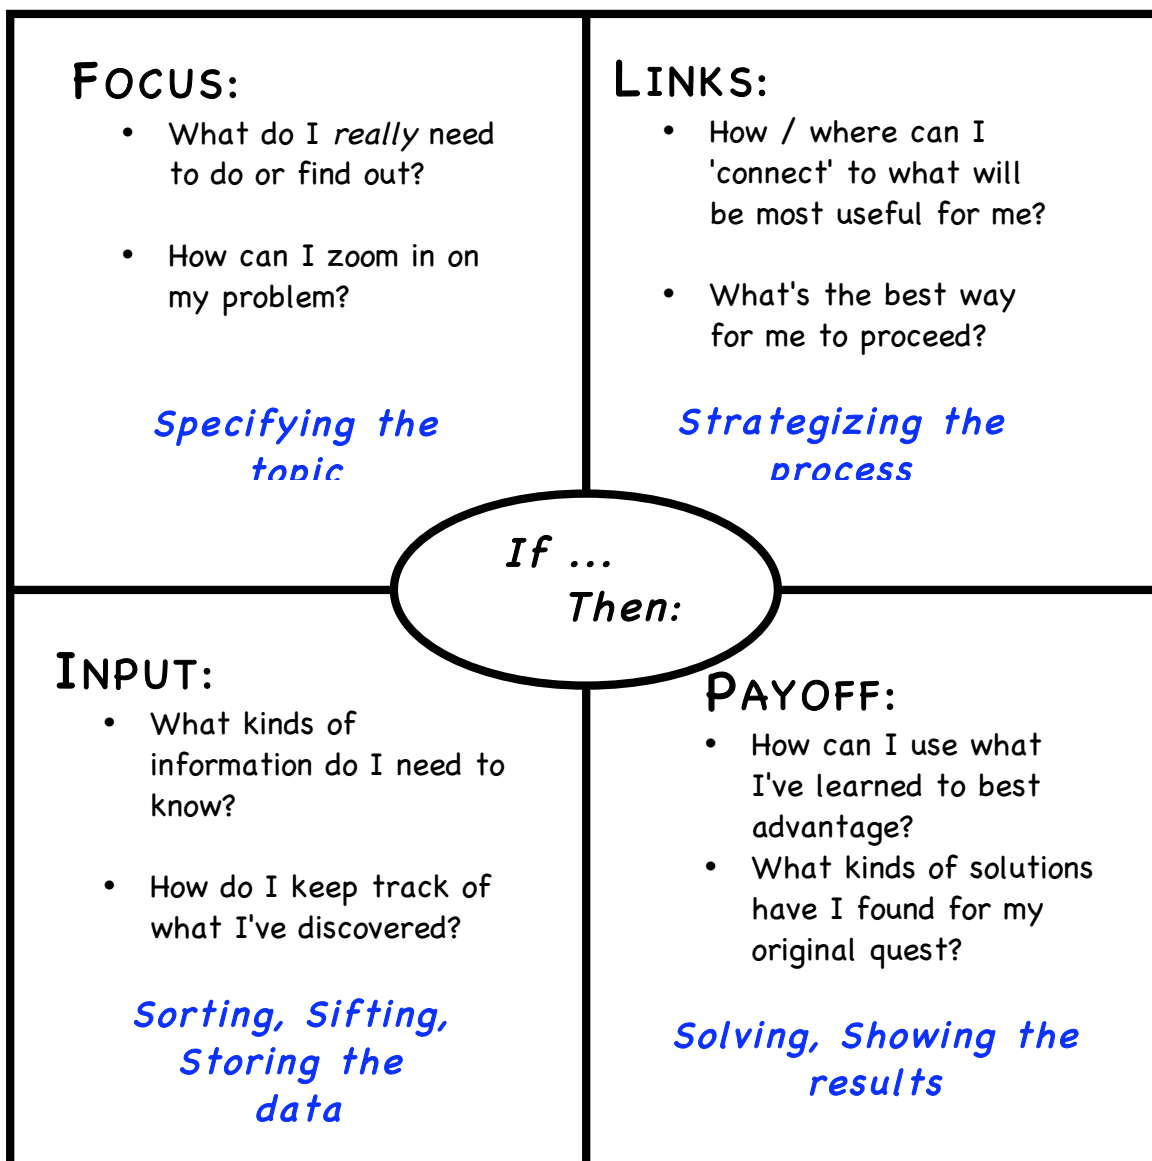 FOCUS:
• What do I really need
to do or find out?
• How can I zoom in on
my problem?
Specifying the
topic
LINKS:
• How / where can I
'connect' to what will
be most useful for me?
• What's the best way
for me to proceed?
Strategizing the
process
If ...
Then:
INPUT:
• What kinds of
information do I need to
know?
• How do I keep track of
what I've discovered?
Sorting, Sifting,
Storing the
data
PAYOFF:
• How can I use what
I've learned to best
advantage?
• What kinds of solutions
have I found for my
original quest?
Solving, Showing the
results